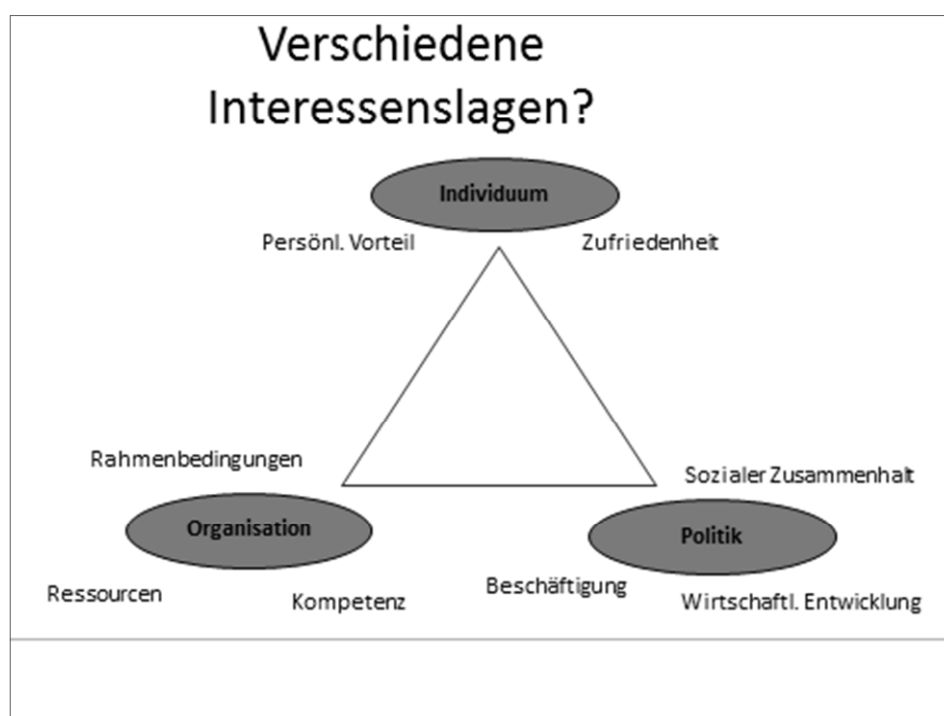 Verschiedene
Interessenslagen?
Individuum
Persönl. Vorteil
Zufriedenheit
Rahmenbedingungen
Sozialer Zusammenhalt
Organisation
Politik
Ressourcen
Kompetenz
Beschäftigung
Wirtschaftl. Entwicklung